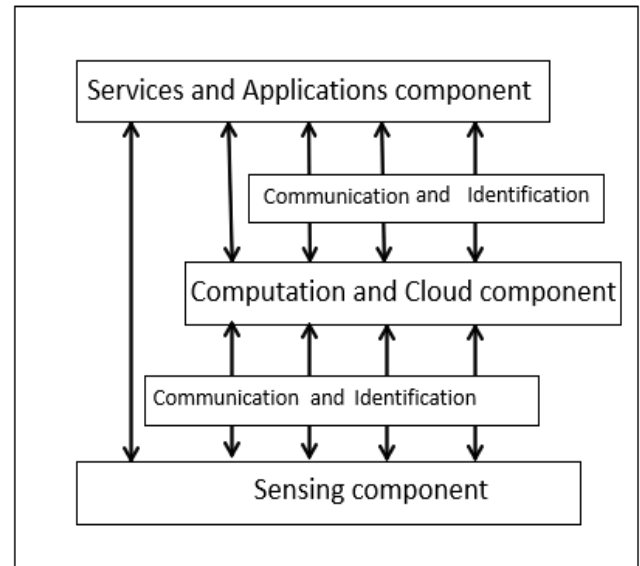 Services and Applications component
Communication and Identification
Computation and Cloud component
Communication and Identification
Sensing component